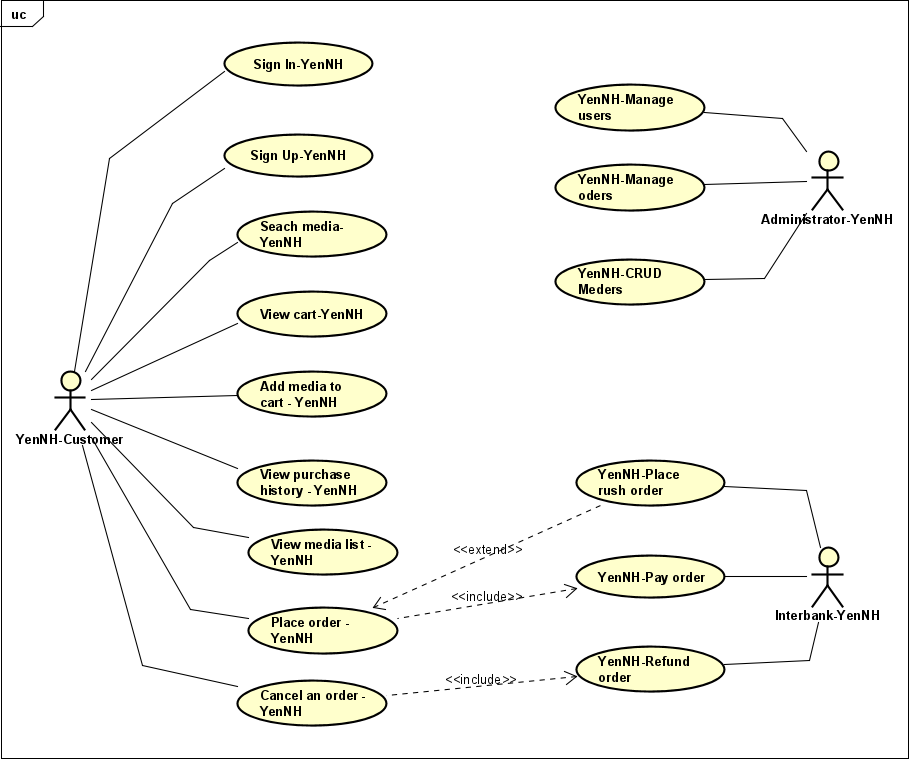 uc
Sign In-YenNH
Sign Up-YenNH
Seach media-
YenNH
View cart-YenNH
Add media to
cart - YenNH
View purchase
history - YenNH
View media list -
YenNH
Place order -
YenNH
Cancel an order -
YenNH
YenNH-Customer
YenNH-Manage
users
YenNH-Manage
oders
YenNH-CRUD
Meders
Administrator-YenNH
YenNH-Place
rush order
YenNH-Pay order
YenNH-Refund
order
Interbank-YenNH
<<extend>>
<<include>>
<<include>>